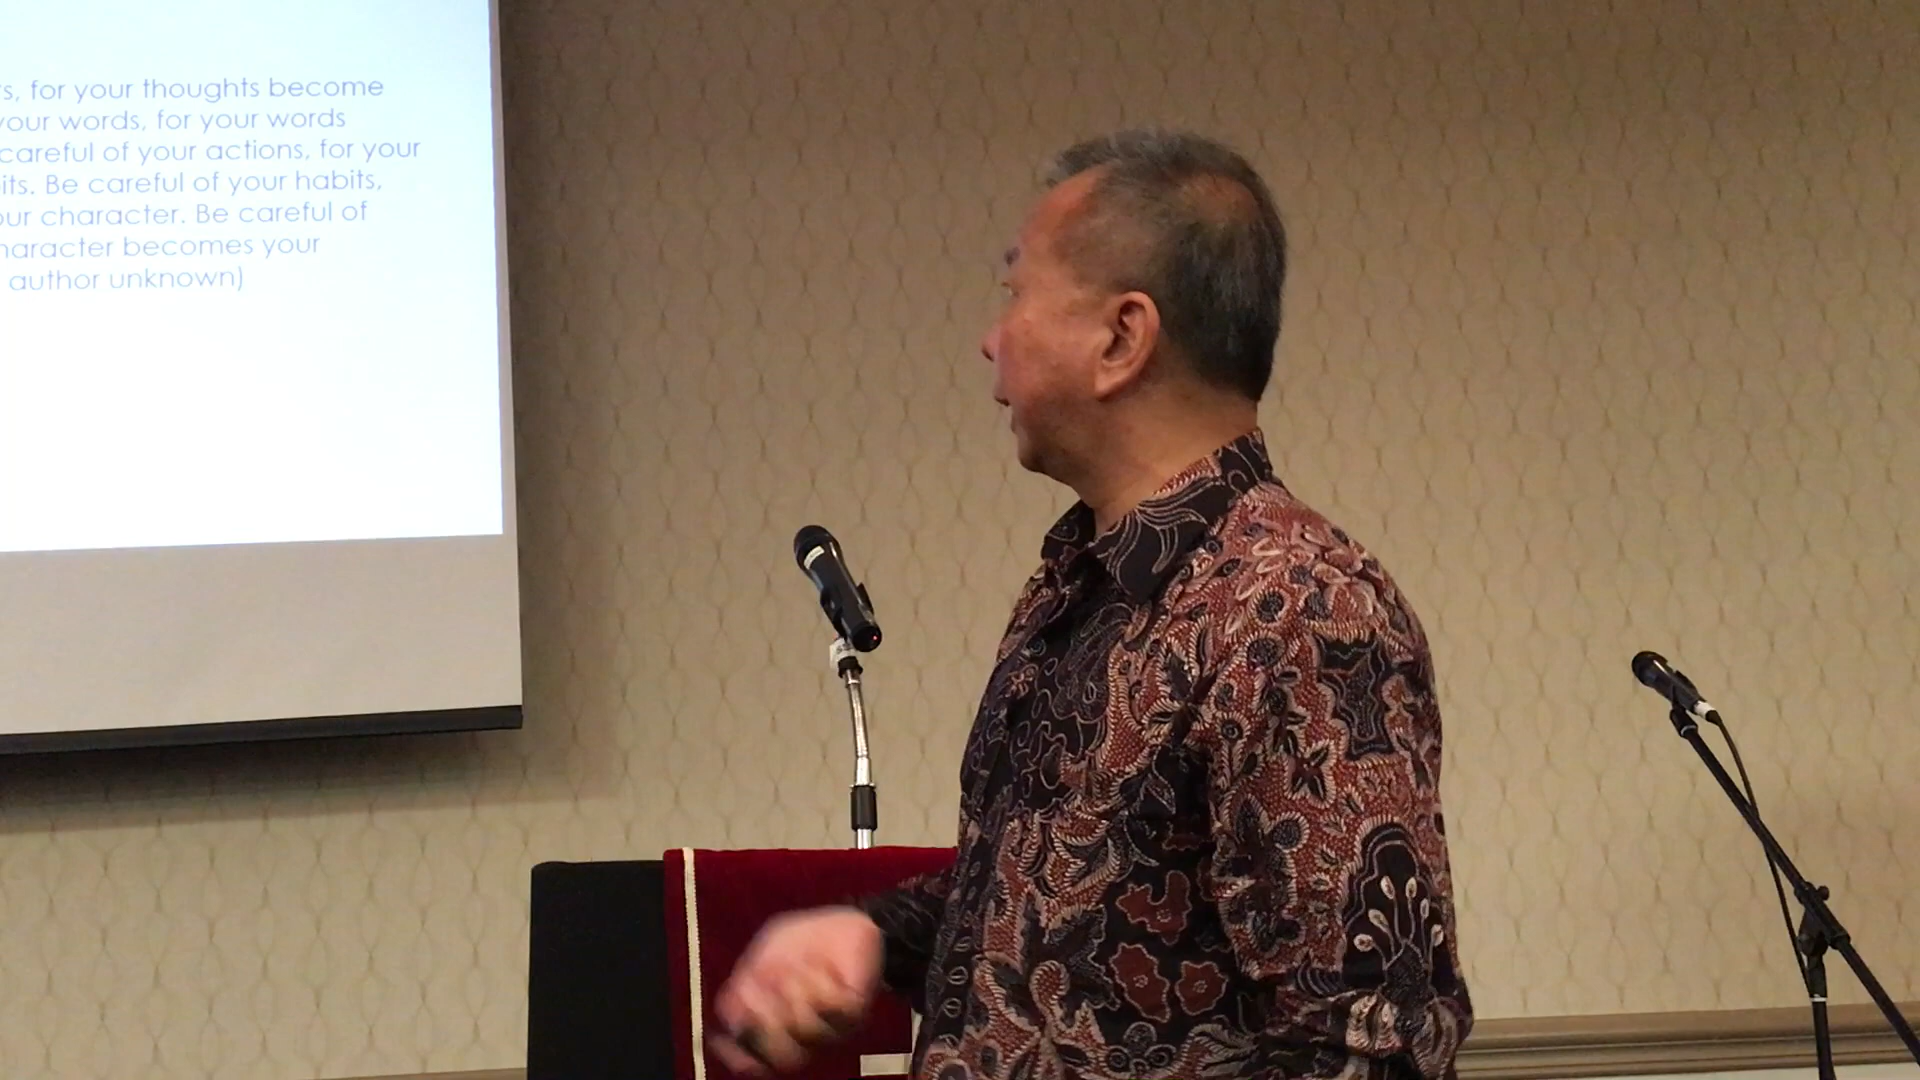 s, for your thoughts become
your words, for your words
careful of your actions, for your
its. Be careful of your habits,
our character. Be careful of
haracter becomes your
author unknown)